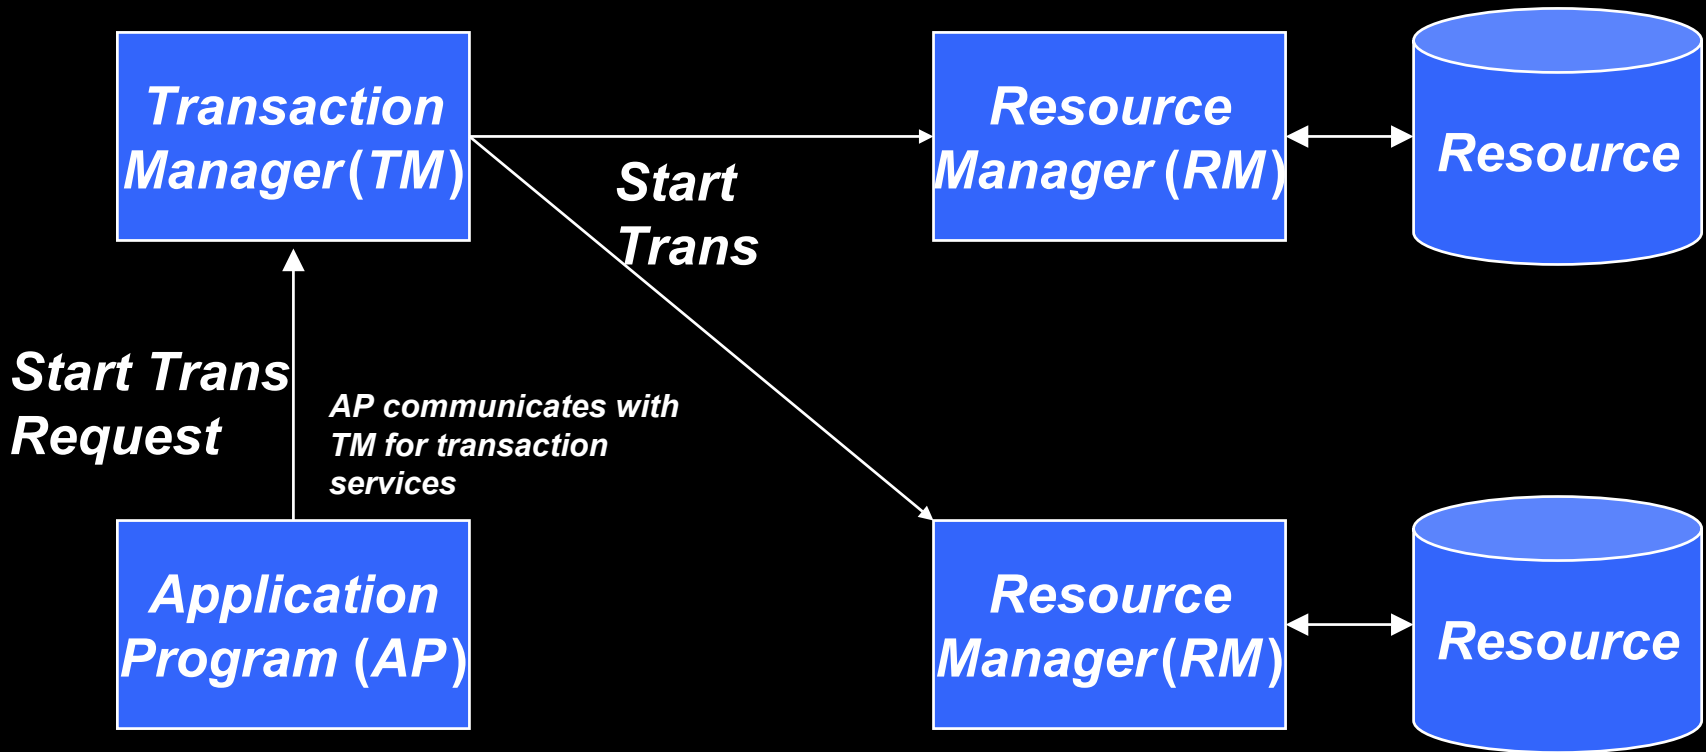 Transaction
Manager (TM)
Resource
Manager (RM)
Resource
Start
Trans
Start Trans
Request
AP communicates with
TM for transaction
services
Application
Program (AP)
Resource
Manager (RM)
Resource